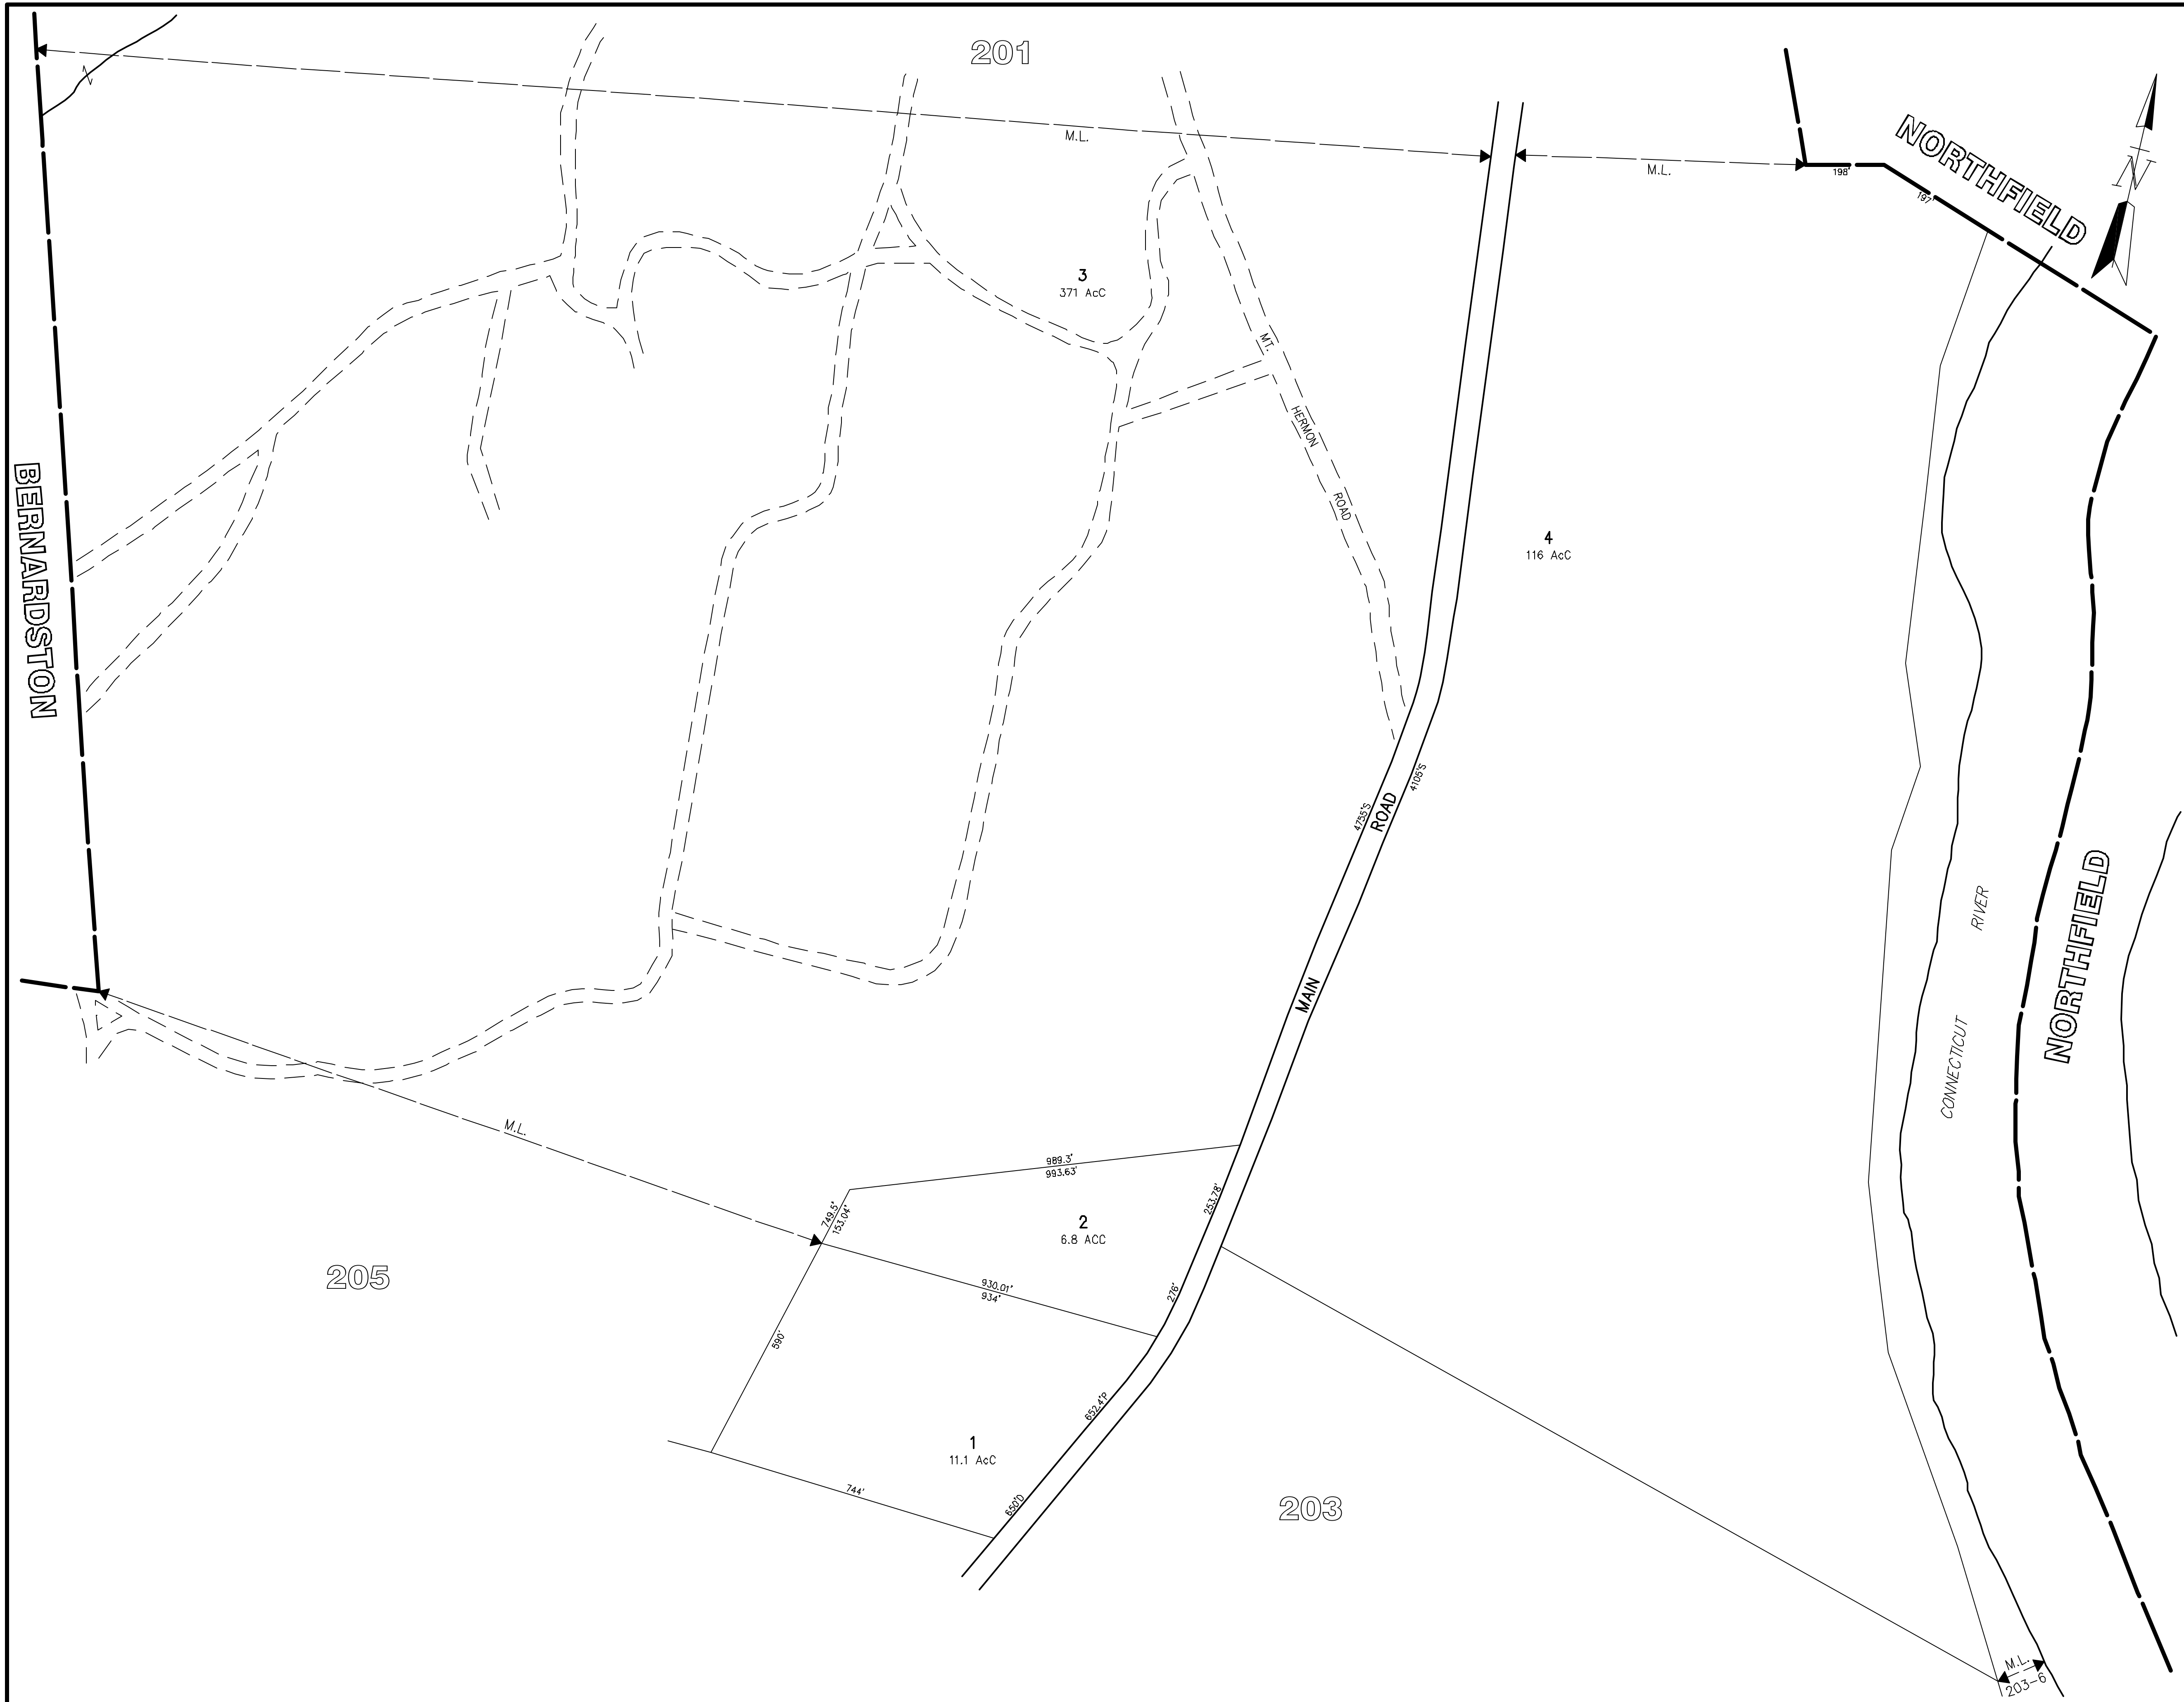 201
N
M.L.
M.L.
198'
197'
NORTHFIELD
N
3
371 AcC
MT.
HERMON
ROAD
BERNARDSTON
4
116 AcC
4105'S
4755'S
ROAD
MAIN
RIVER
CONNECTICUT
NORTHFIELD
M.L.
989.3'
993.63'
749.5'
153.04'
253.78'
2
6.8 ACC
205
930.01'
934'
276'
590'
652.4'P
1
11.1 AcC
744'
650'D
203
M.L.
203-6